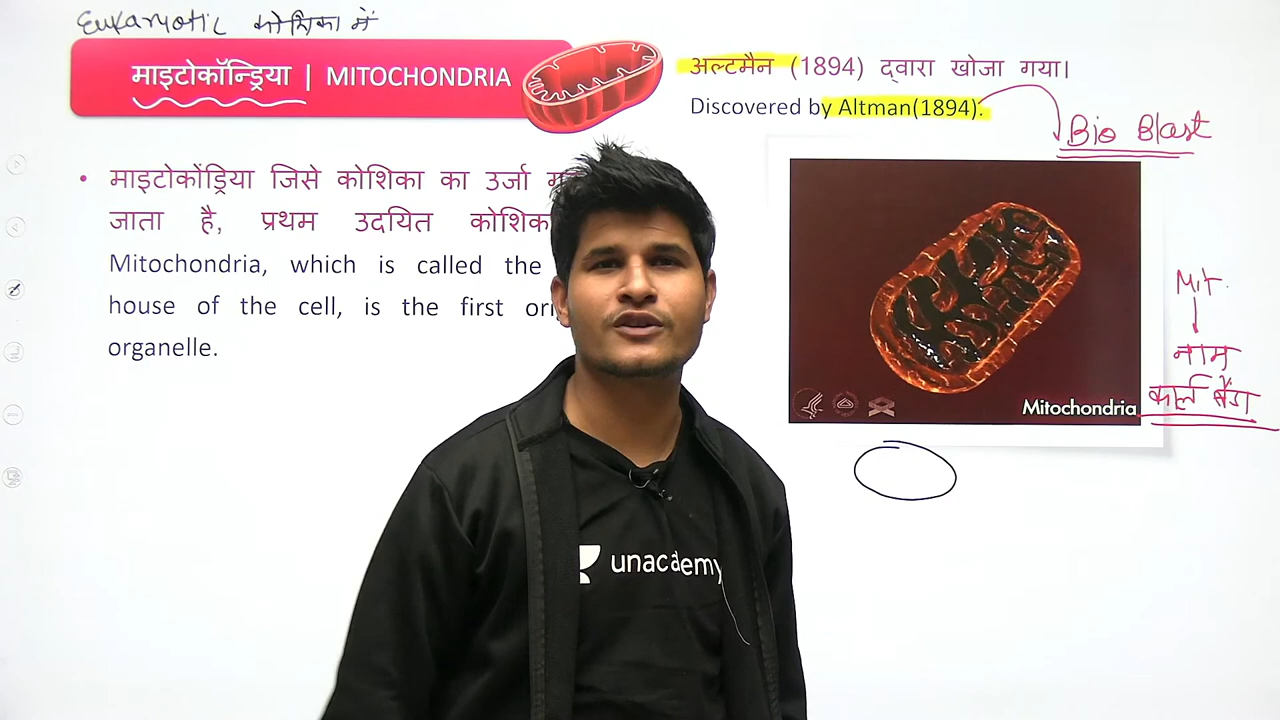 Eukaryotic कोशिका में
माइटोकॉन्ड्रिया | MITOCHONDRIA
अल्टमैन (1894) द्वारा खोजा गया।
Discovered by Altman(1894).
Bio Blast
• माइटोकोंड्रिया जिसे कोशिका का उर्जा
जाता है, प्रथम उदयित
Mitochondria, which is called the
house of the cell, is the first
organelle.
Mit.
नाम
कार्ल बेंडा
Mitochondria
unacademy